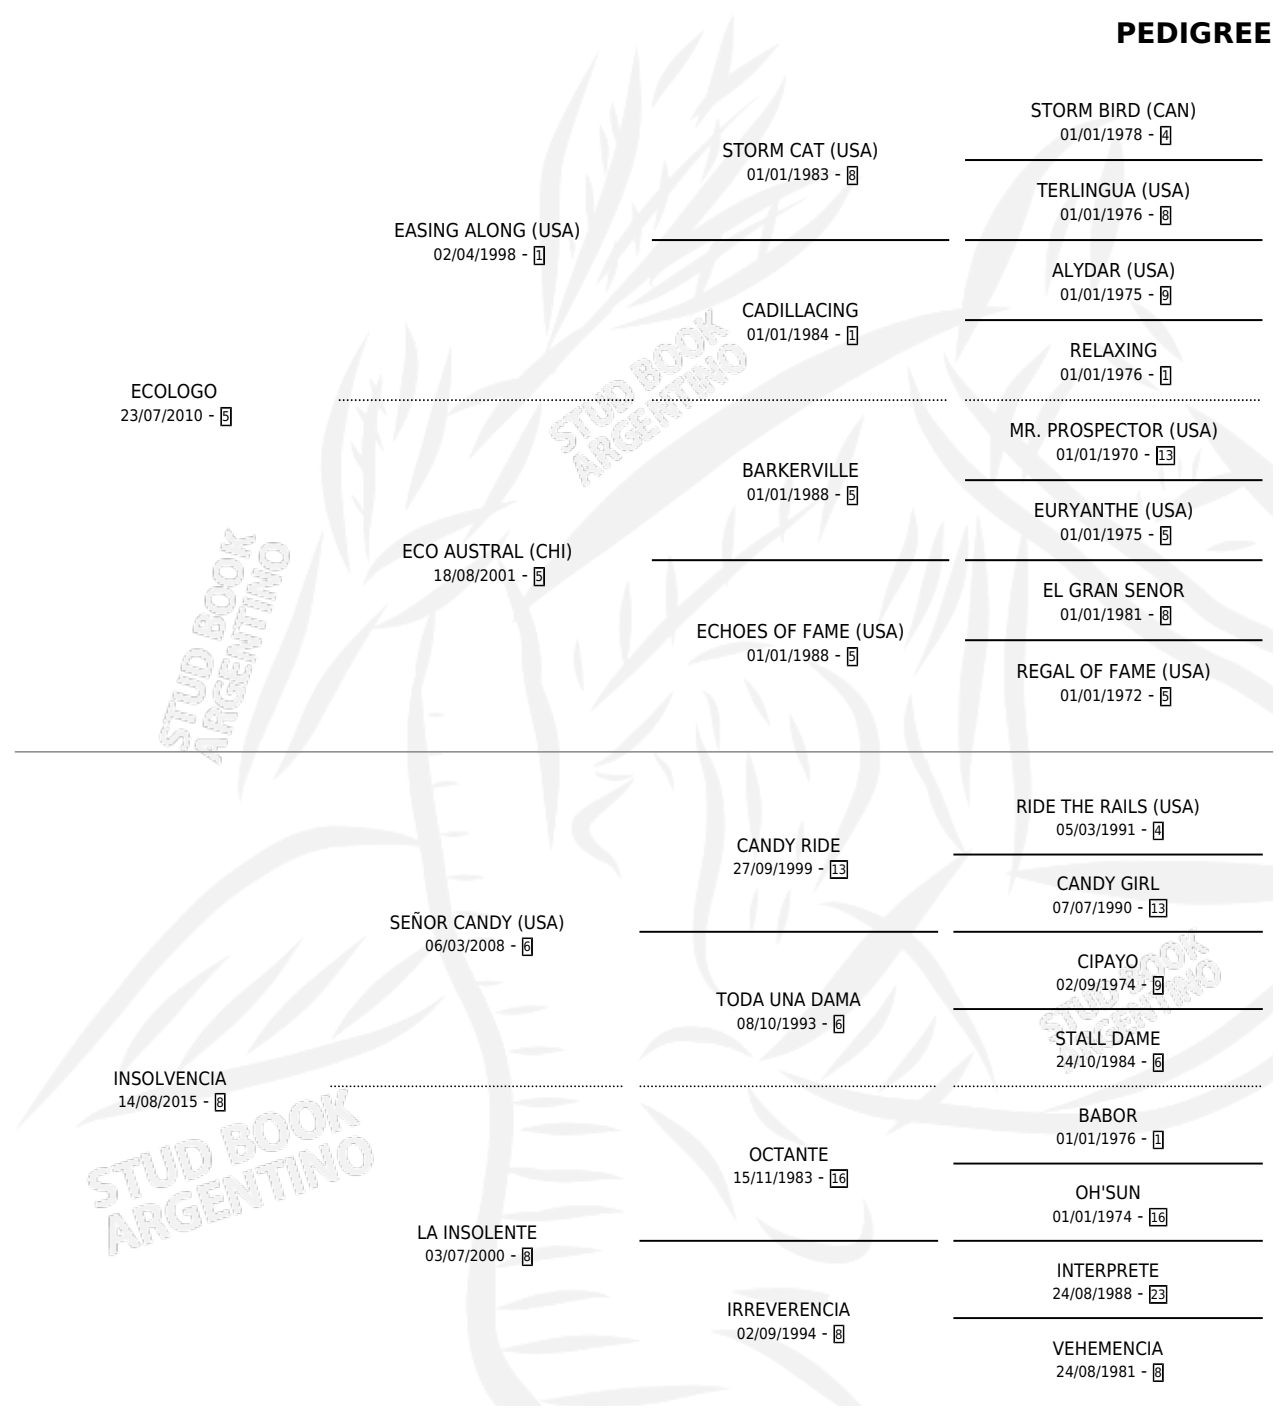 PEDIGREE
STORM BIRD (CAN)
01/01/1978 - 4
STORM CAT (USA)
01/01/1983 - 8
TERLINGUA (USA)
01/01/1976 - 8
EASING ALONG (USA)
02/04/1998 - 1
ALYDAR (USA)
01/01/1975 - 9
CADILLACING
01/01/1984 - 1
RELAXING
01/01/1976 - 1
ECOLOGO
23/07/2010 - 5
MR. PROSPECTOR (USA)
01/01/1970 - 13
BARKERVILLE
01/01/1988 - 5
EURYANTHE (USA)
01/01/1975 - 5
ECO AUSTRAL (CHI)
18/08/2001 - 5
EL GRAN SENOR
01/01/1981 - 8
ECHOES OF FAME (USA)
01/01/1988 - 5
REGAL OF FAME (USA)
01/01/1972 - 5
RIDE THE RAILS (USA)
05/03/1991 - 4
CANDY RIDE
27/09/1999 - 13
CANDY GIRL
07/07/1990 - 13
SEÑOR CANDY (USA)
06/03/2008 - 6
CIPAYO
02/09/1974 - 9
TODA UNA DAMA
08/10/1993 - 6
STALL DAME
24/10/1984 - 6
INSOLVENCIA
14/08/2015 - 8
BABOR
01/01/1976 - 1
OCTANTE
15/11/1983 - 16
OH'SUN
01/01/1974 - 16
LA INSOLENTE
03/07/2000 - 8
INTERPRETE
24/08/1988 - 23
IRREVERENCIA
02/09/1994 - 8
VEHEMENCIA
24/08/1981 - 8
STUD BOOK
ARGENTINO
STUD BOOK
ARGENTINO
STUD BOOK
ARGENTINO
STUD BOOK
ARGENTINO